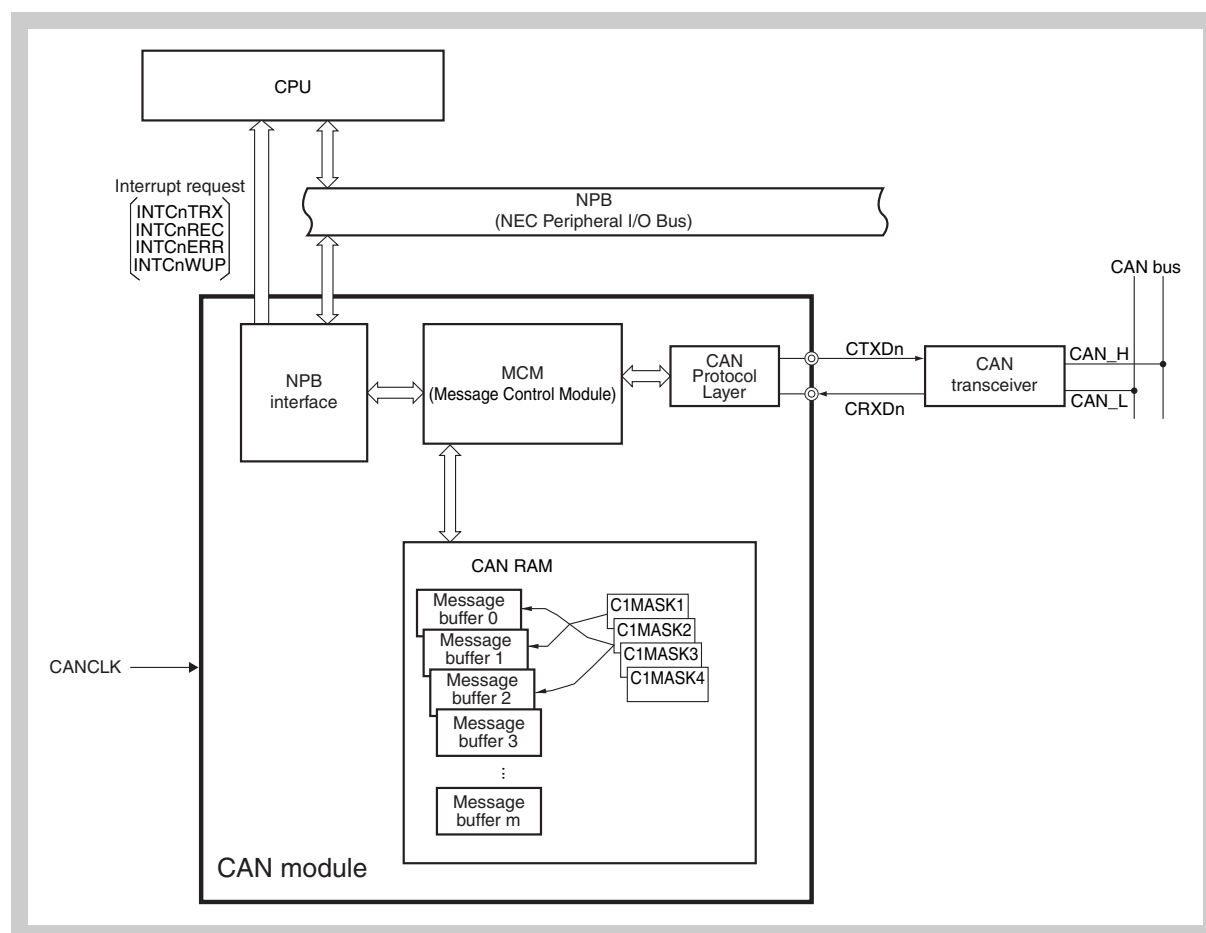 CPU
Interrupt request
INTCnTRX
INTCnREC
INTCnERR
INTCnWUP
NPB
(NEC Peripheral I/O Bus)
CAN bus
NPB
interface
MCM
(Message Control Module)
CAN
Protocol
Layer
CTXDn
CRXDn
CAN
transceiver
CAN_H
CAN_L
CAN RAM
Message
buffer 0
Message
buffer 1
Message
buffer 2
Message
buffer 3
...
Message
buffer m
C1MASK1
C1MASK2
C1MASK3
C1MASK4
CANCLK
CAN module